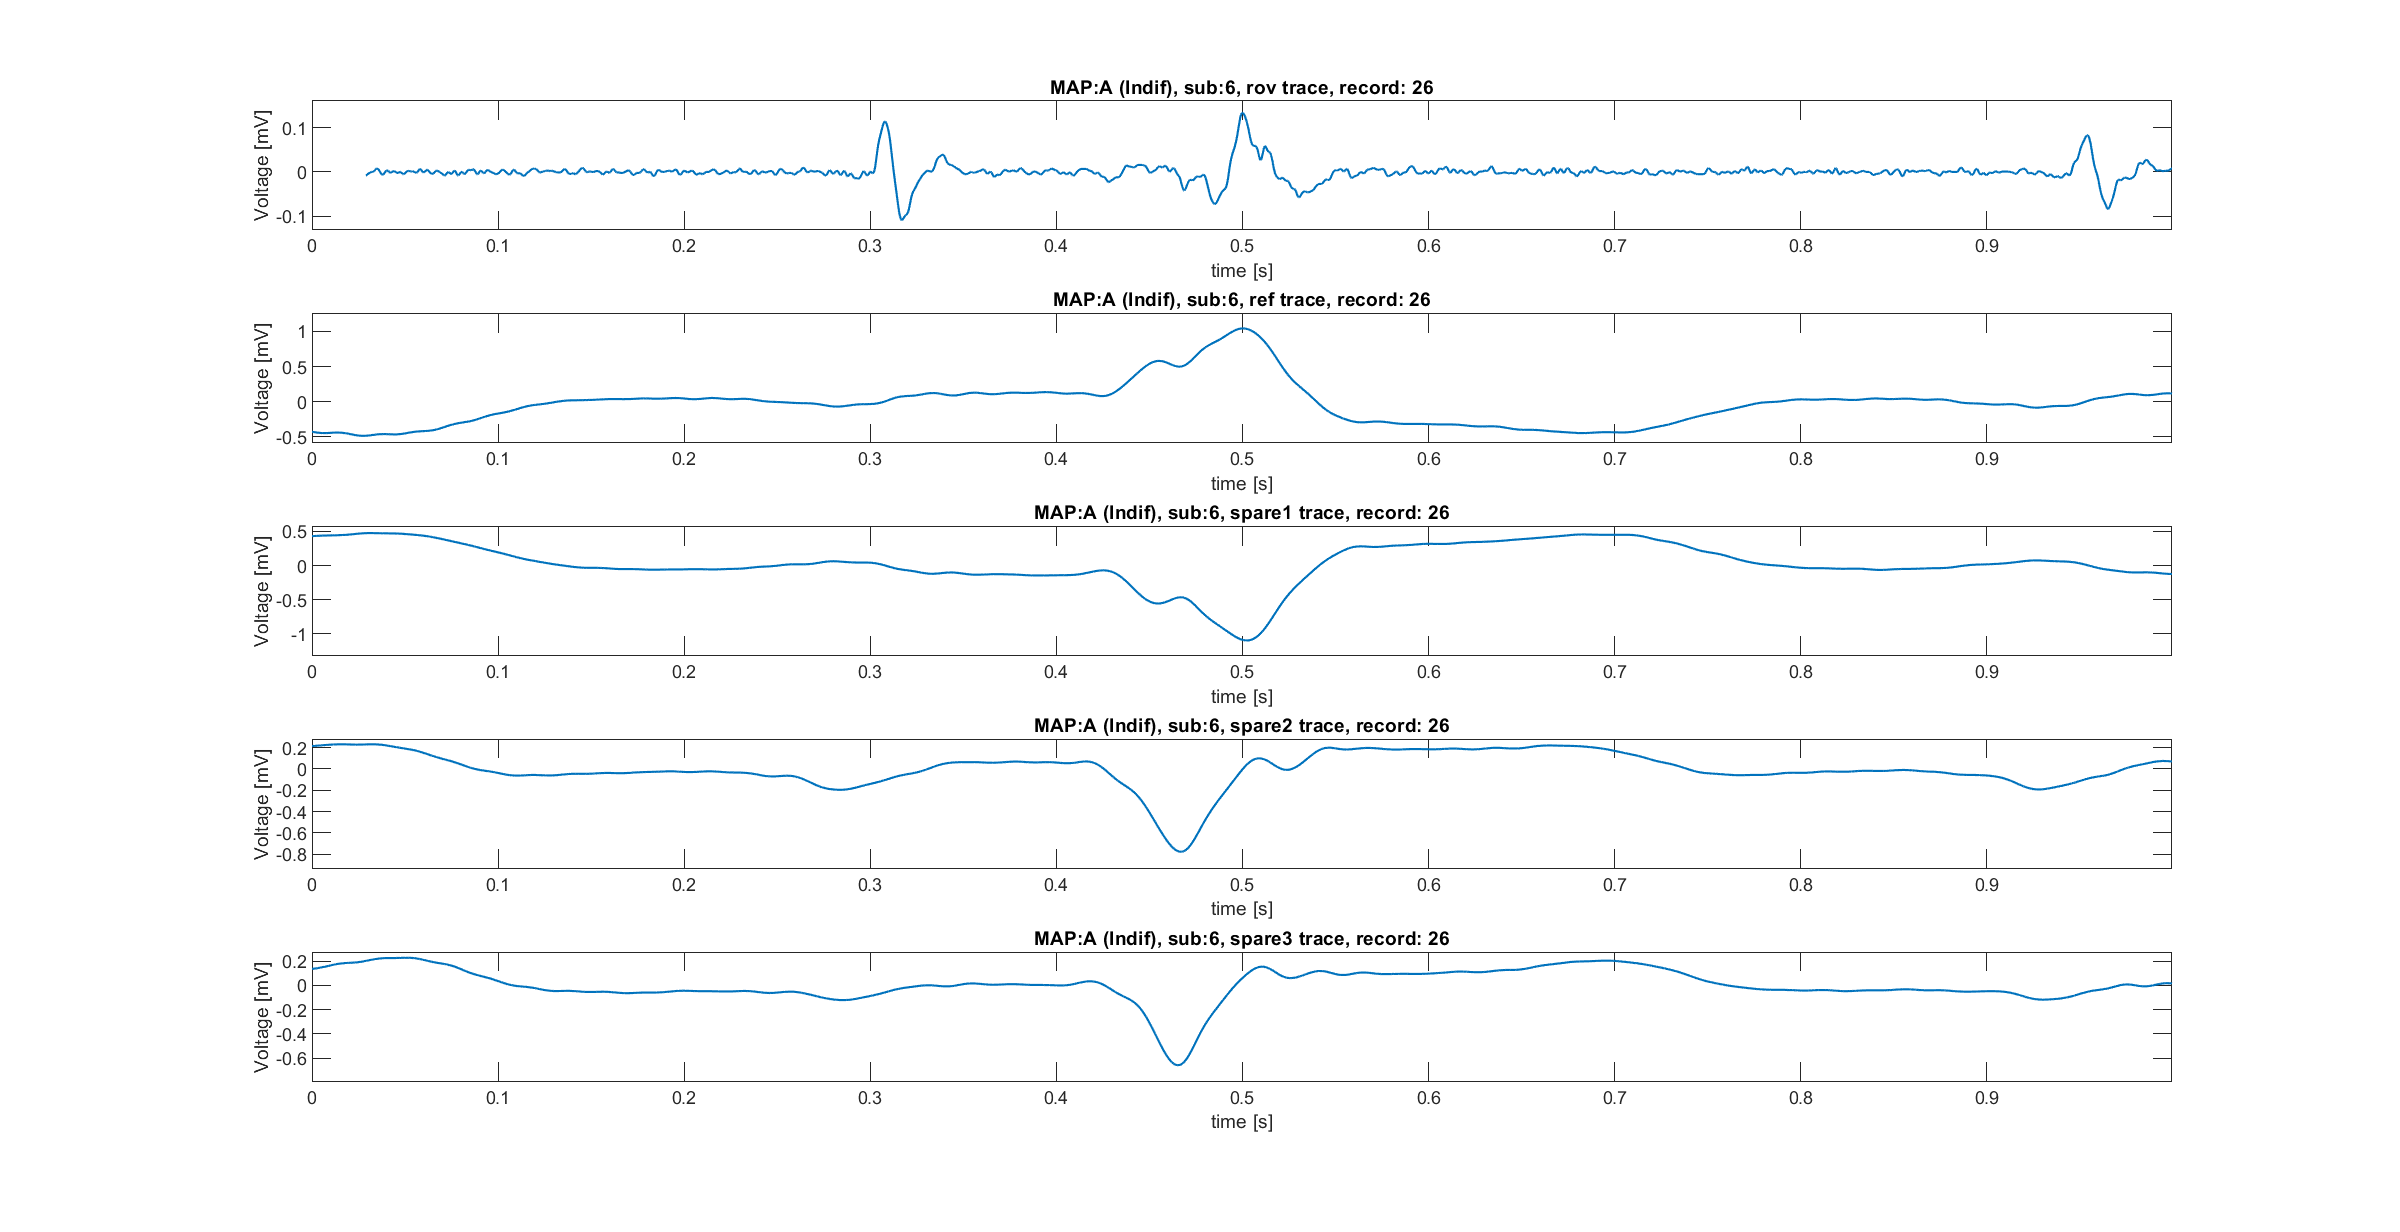 MAP:A (Indif), sub:6, rov trace, record: 26
Voltage [mV]
0.1
0
-0.1
0 0.1 0.2 0.3 0.4 0.5 0.6 0.7 0.8 0.9
time [s]
MAP:A (Indif), sub:6, ref trace, record: 26
Voltage [mV]
1
0.5
0
-0.5
0 0.1 0.2 0.3 0.4 0.5 0.6 0.7 0.8 0.9
time [s]
MAP:A (Indif), sub:6, spare1 trace, record: 26
Voltage [mV]
0.5
0
-0.5
-1
0 0.1 0.2 0.3 0.4 0.5 0.6 0.7 0.8 0.9
time [s]
MAP:A (Indif), sub:6, spare2 trace, record: 26
Voltage [mV]
0.2
0
-0.2
-0.4
-0.6
-0.8
0 0.1 0.2 0.3 0.4 0.5 0.6 0.7 0.8 0.9
time [s]
MAP:A (Indif), sub:6, spare3 trace, record: 26
Voltage [mV]
0.2
0
-0.2
-0.4
-0.6
0 0.1 0.2 0.3 0.4 0.5 0.6 0.7 0.8 0.9
time [s]